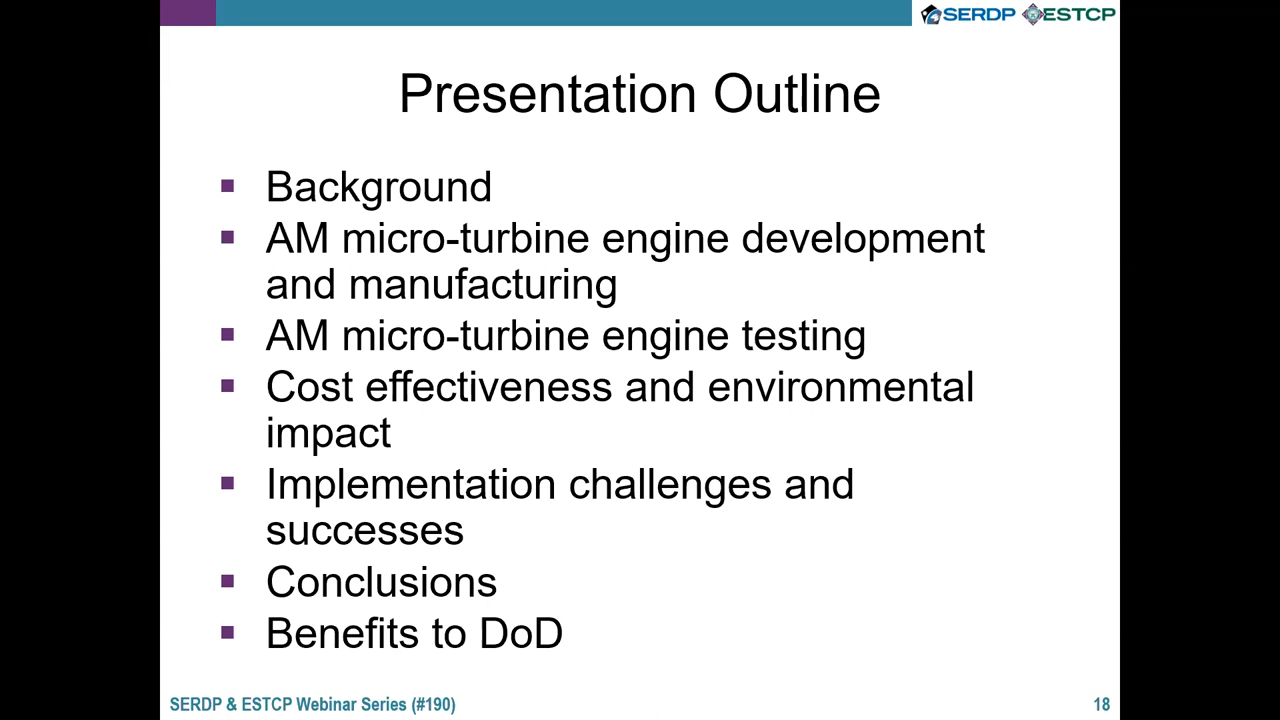 SERDP ESTCP
Presentation Outline
Background
AM micro-turbine engine development
and manufacturing
AM micro-turbine engine testing
Cost effectiveness and environmental
impact
Implementation challenges and
successes
Conclusions
Benefits to DoD
SERDP & ESTCP Webinar Series (#190)
18